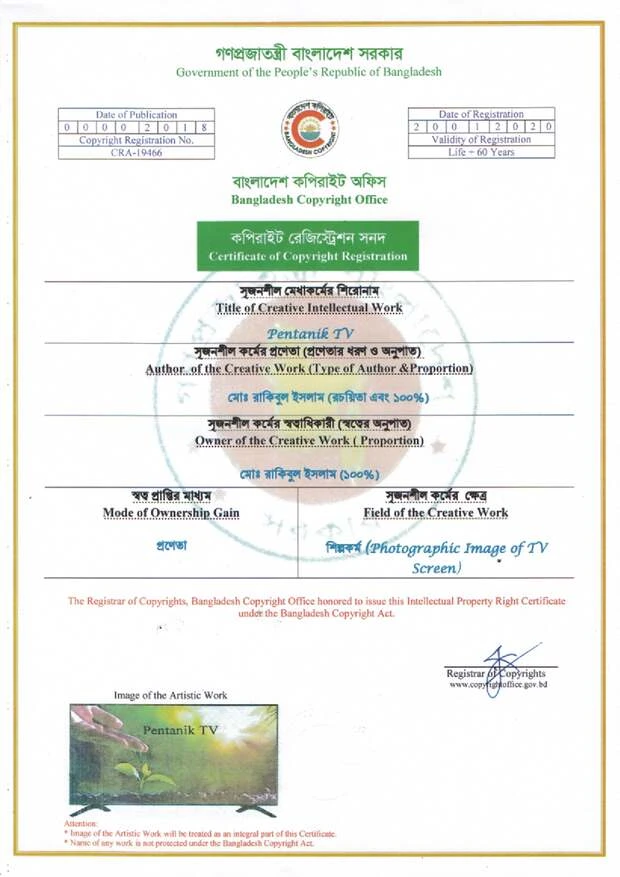 গণপ্রজাতন্ত্রী বাংলাদেশ সরকার
Government of the People's Republic of Bangladesh
Date of Publication
0 0 0 0 2 0 1 8
Copyright Registration No.
CRA-19466
বাংলাদেশ কপিরাইট
BANGLADESH COPYRIGHT
Date of Registration
2 0 0 1 2 0 2 0
Validity of Registration
Life + 60 Years
বাংলাদেশ কপিরাইট অফিস
Bangladesh Copyright Office
কপিরাইট রেজিস্ট্রেশন সনদ
Certificate of Copyright Registration
সৃজনশীল মেধাকর্মের শিরোনাম
Title of Creative Intellectual Work
Pentanik TV
সৃজনশীল কর্মের প্রণেতা (প্রণেতার ধরণ ও অনুপাত)
Author of the Creative Work (Type of Author &Proportion)
মোঃ রাকিবুল ইসলাম (রচয়িতা এবং ১০০%)
সৃজনশীল কর্মের স্বত্বাধিকারী (স্বত্বের অনুপাত)
Owner of the Creative Work ( Proportion)
মোঃ রাকিবুল ইসলাম (১০০%)
স্বত্ব প্রাপ্তির মাধ্যম
Mode of Ownership Gain
প্রণেতা
সৃজনশীল কর্মের ক্ষেত্র
Field of the Creative Work
শিল্পকর্ম (Photographic Image of TV
Screen)
The Registrar of Copyrights, Bangladesh Copyright Office honored to issue this Intellectual Property Right Certificate
under the Bangladesh Copyright Act.
Registrar of Copyrights
www.copyrightoffice.gov.bd
Image of the Artistic Work
Pentanik TV
Attention:
* Image of the Artistic Work will be treated as an integral part of this Certificate.
* Name of any work is not protected under the Bangladesh Copyright Act.